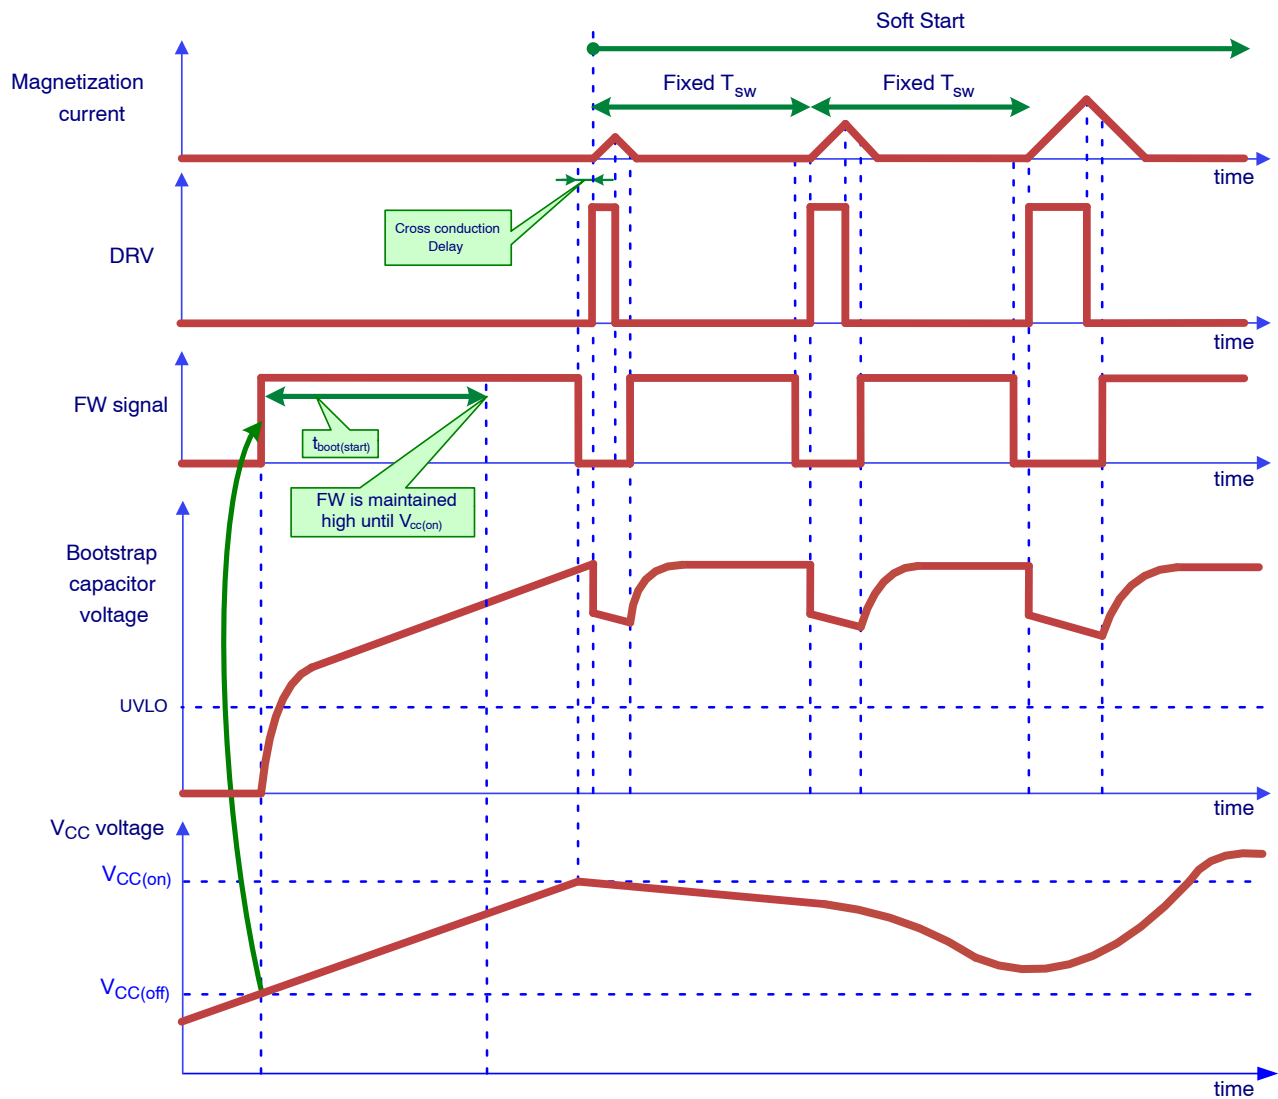 Soft Start
Magnetization
current
Fixed Tsw
Fixed Tsw
time
Cross conduction
Delay
DRV
time
FW signal
tboot(start)
time
FW is maintained
high until Vcc(on)
Bootstrap
capacitor
voltage
UVLO
time
VCC voltage
VCC(on)
VCC(off)
time